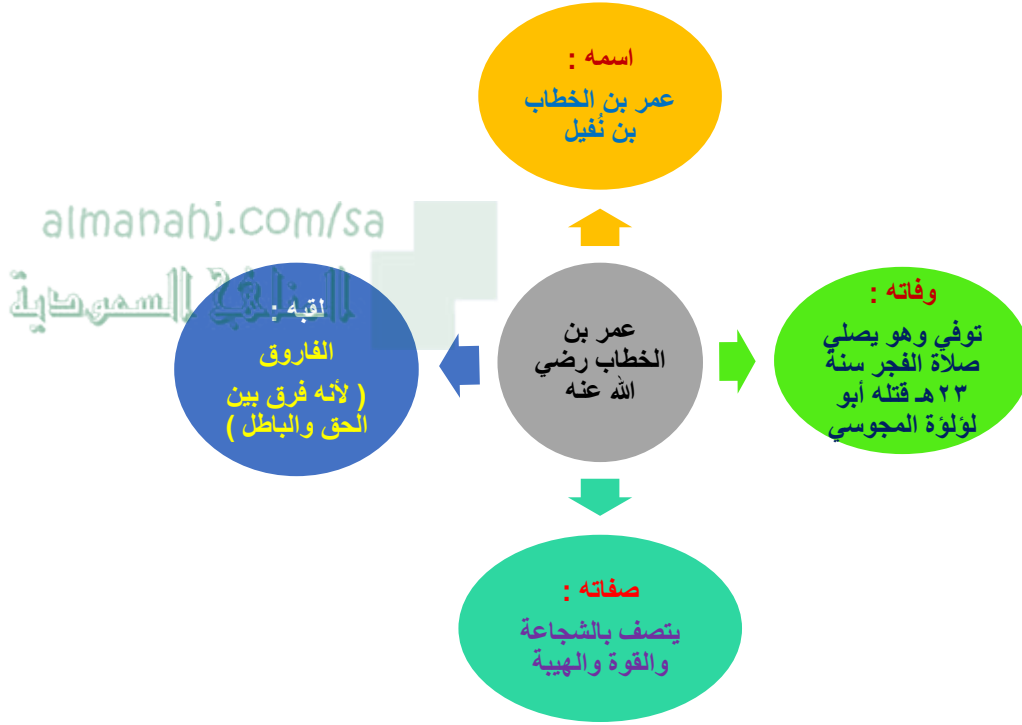 اسمه :
عمر بن الخطاب
بن نُفيل
almanahj.com/sa
المناهج السعودية
وفاته :
توفي وهو يصلي
صلاة الفجر سنة
٢٣هـ قتله أبو
لؤلؤة المجوسي
عمر بن
الخطاب رضي
الله عنه
لقبه :
الفاروق
( لأنه فرق بين
الحق والباطل )
صفاته :
يتصف بالشجاعة
والقوة والهيبة